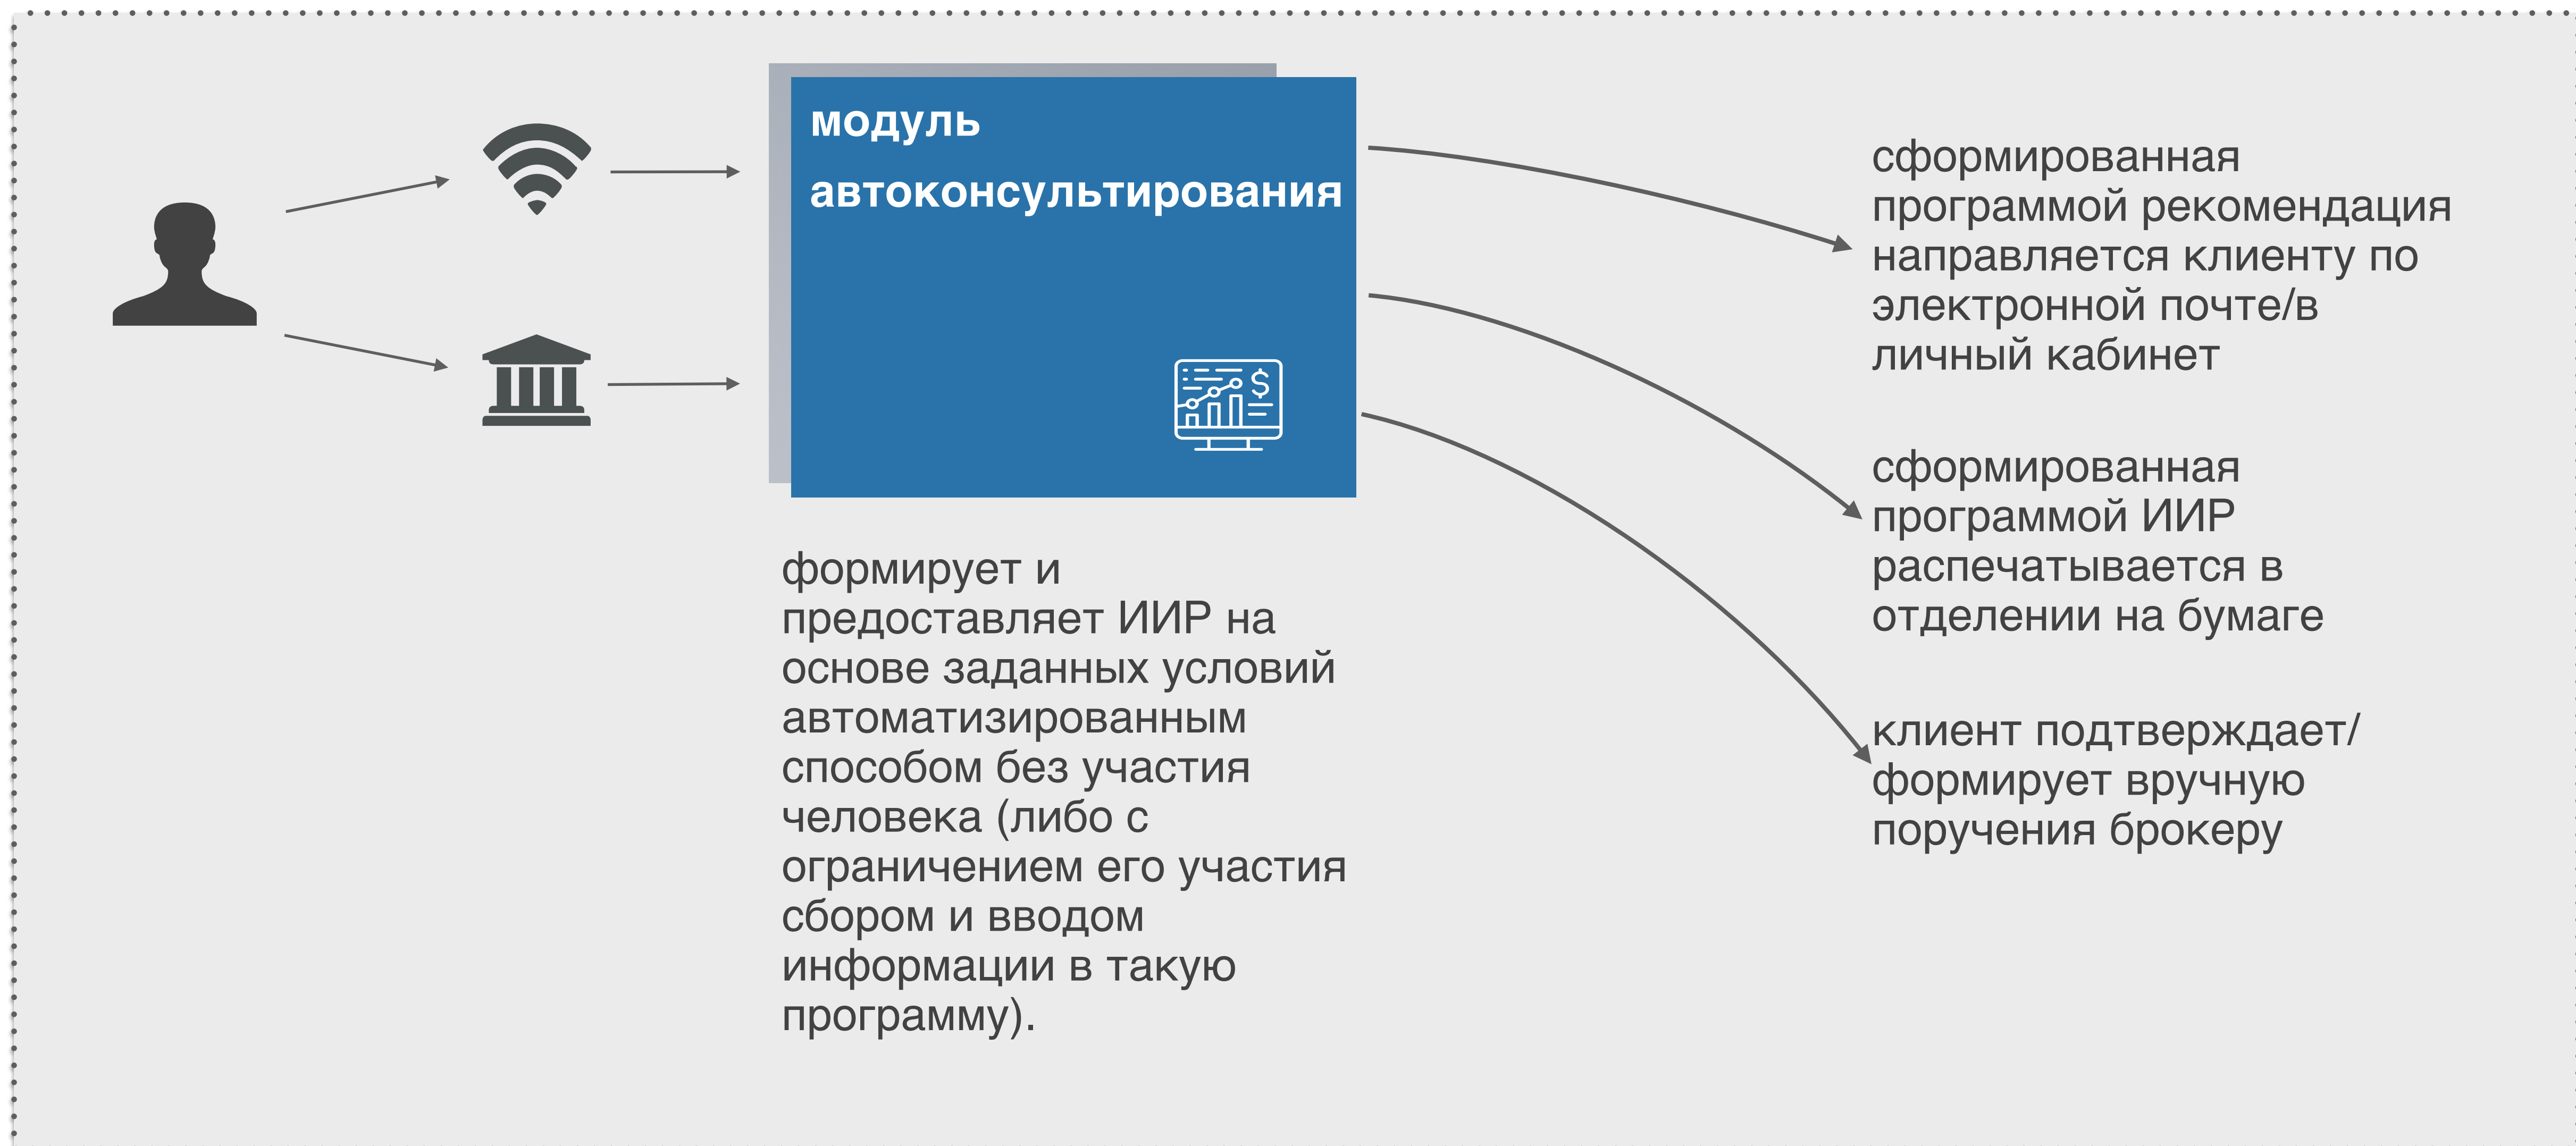 модуль
автоконсультирования
формирует и
предоставляет ИИР на
основе заданных условий
автоматизированным
способом без участия
человека (либо с
ограничением его участия
сбором и вводом
информации в такую
программу).
сформированная
программой рекомендация
направляется клиенту по
электронной почте/в
личный кабинет
сформированная
программой ИИР
распечатывается в
отделении на бумаге
клиент подтверждает/
формирует вручную
поручения брокеру